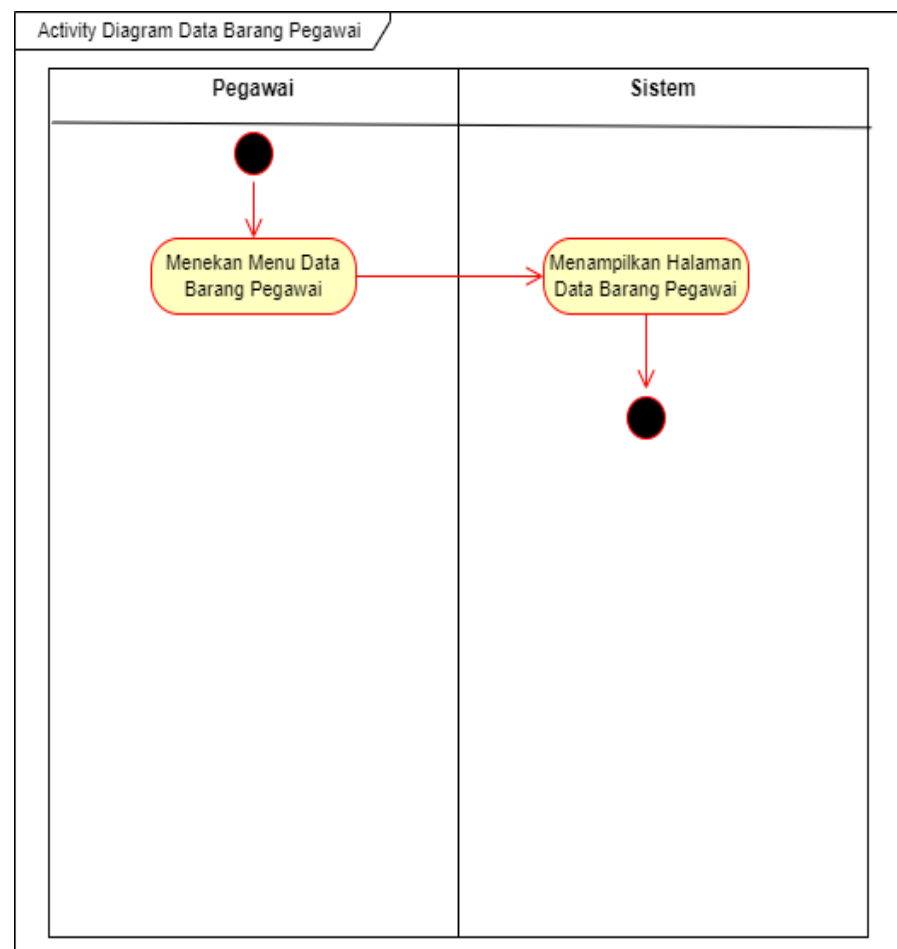 Activity Diagram Data Barang Pegawai
Pegawai
Sistem
Menekan Menu Data
Barang Pegawai
Menampilkan Halaman
Data Barang Pegawai